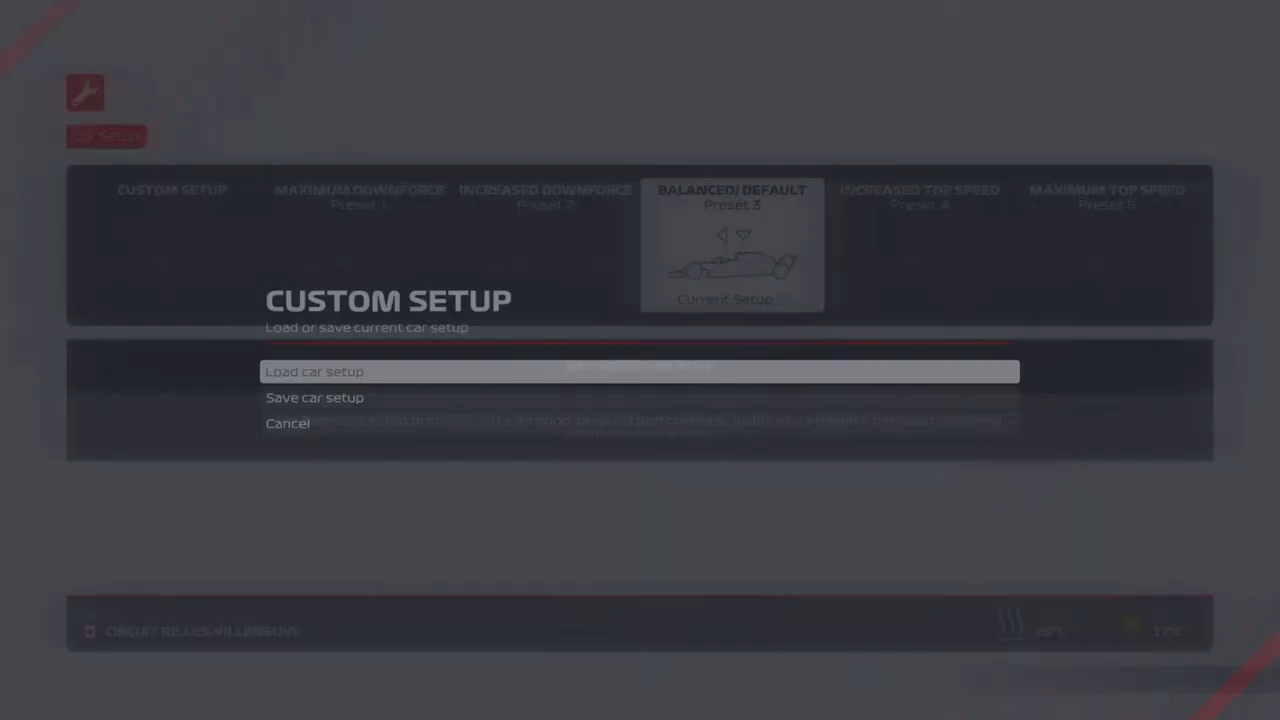 Car Setup
CUSTOM SETUP
MAXIMUM DOWNFORCE
Preset 1
INCREASED DOWNFORCE
Preset 2
BALANCED/ DEFAULT
Preset 3
Current Setup
INCREASED TOP SPEED
Preset 4
MAXIMUM TOP SPEED
Preset 5
CUSTOM SETUP
Load or save current car setup
Load car setup
Save car setup
Cancel
CIRCUIT GILLES-VILLENEUVE